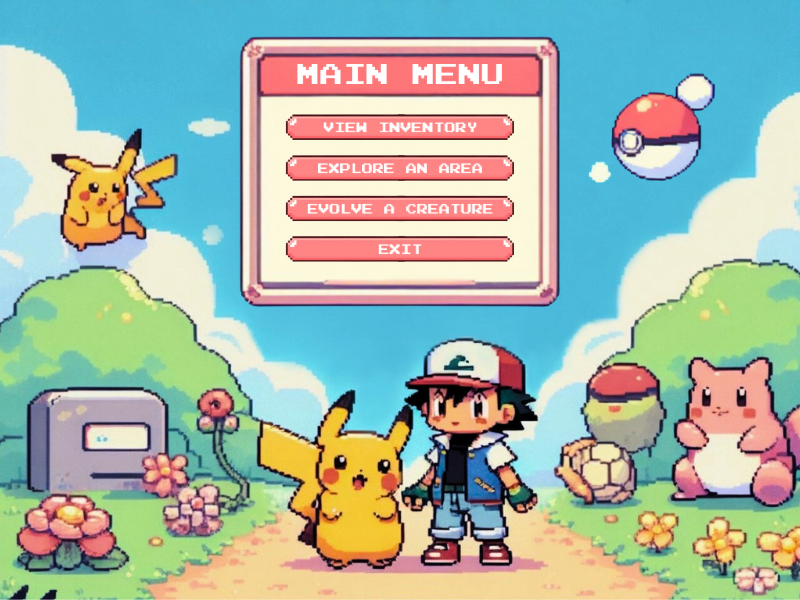 MAIN MENU
VIEW INVENTORY
EXPLORE AN AREA
EVOLVE A CREATURE
EXIT